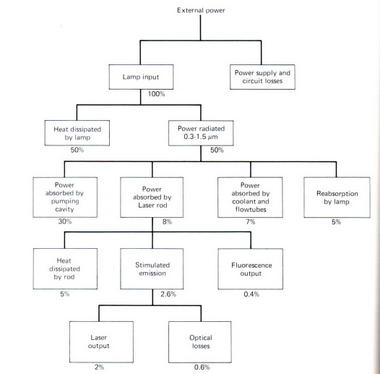 External power
Lamp input
Power supply and
circuit losses
100%
Heat dissipated
by lamp
Power radiated
0.3-1.5 μm
50%
50%
Power
absorbed by
pumping
cavity
Power
absorbed by
Laser rod
Power
absorbed by
coolant and
flowtubes
Reabsorption
by lamp
30%
8%
7%
5%
Heat
dissipated
by rod
Stimulated
emission
Fluorescence
output
5%
2.6%
0.4%
Laser
output
Optical
losses
2%
0.6%